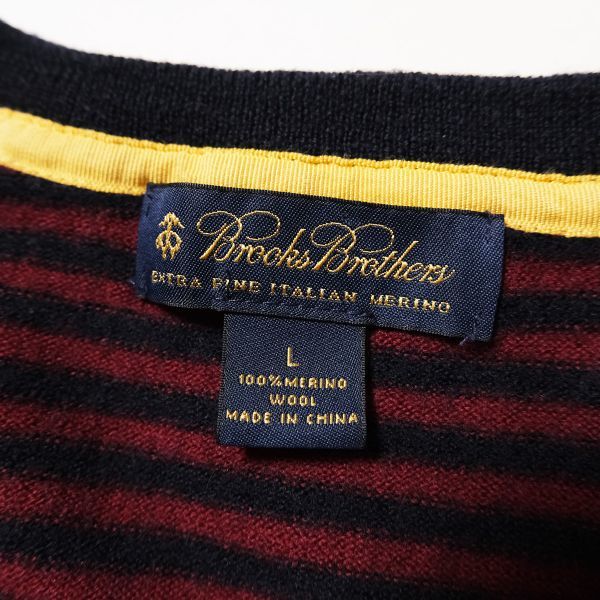 Brooks Brothers
EXTRA FINE ITALIAN MERINO
L
100% MERINO
WOOL
MADE IN CHINA